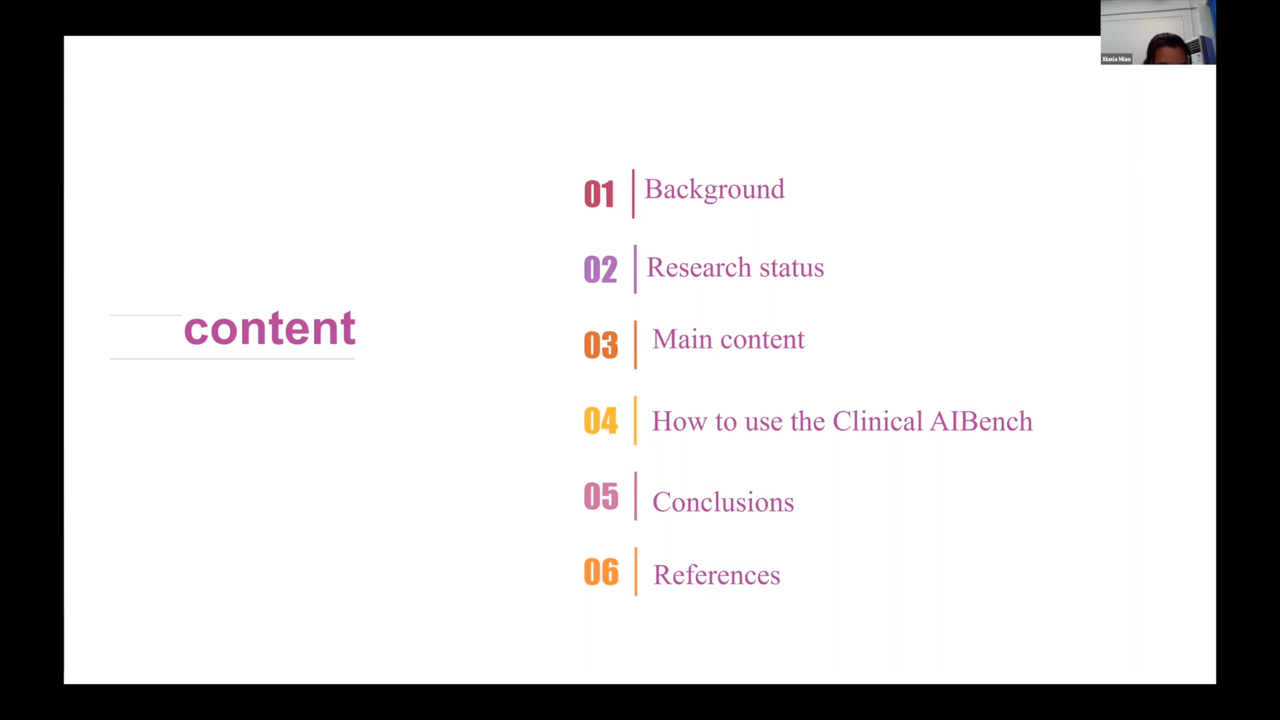 Xiuxia Miao
content
01 Background
02 Research status
03 Main content
04 How to use the Clinical AIBench
05 Conclusions
06 References